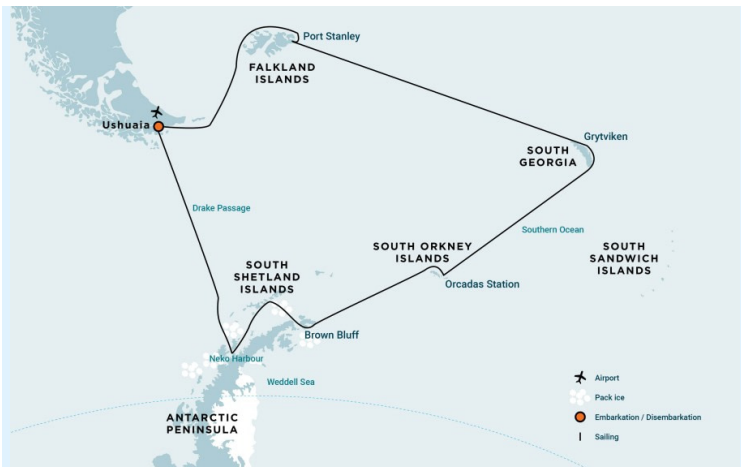 Port Stanley
FALKLAND
ISLANDS
Ushuaia
Grytviken
SOUTH
GEORGIA
Drake Passage
Southern Ocean
SOUTH ORKNEY
ISLANDS
SOUTH
SANDWICH
ISLANDS
SOUTH
SHETLAND
ISLANDS
Orcadas Station
Brown Bluff
Neko Harbour
Weddell Sea
ANTARCTIC
PENINSULA
Airport
Pack ice
Embarkation / Disembarkation
Sailing